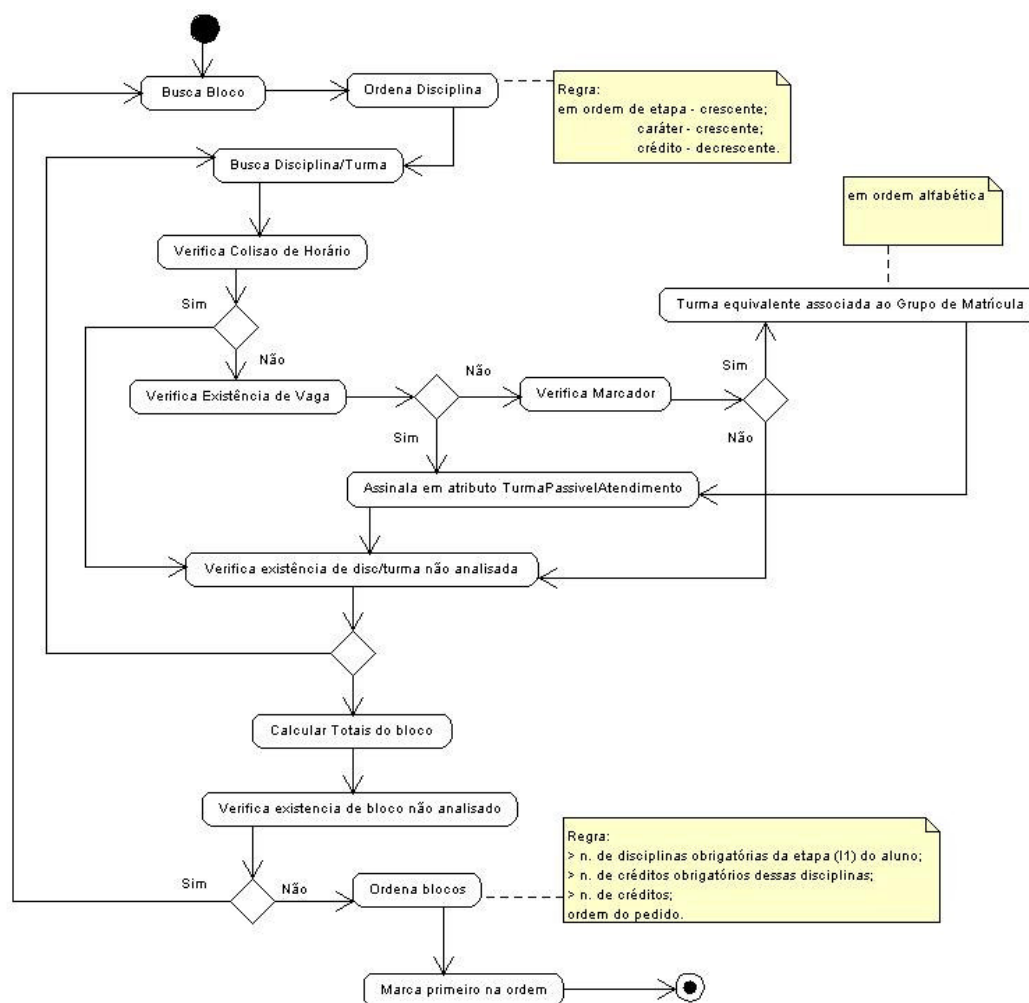 Busca Bloco
Ordena Disciplina
Regra:
em ordem de etapa - crescente;
caráter - crescente;
crédito - decrescente.
Busca Disciplina/Turma
em ordem alfabética
Verifica Colisao de Horário
Sim
Não
Turma equivalente associada ao Grupo de Matrícula
Verifica Existência de Vaga
Não
Sim
Verifica Marcador
Sim
Não
Assinala em atributo TurmaPassivelAtendimento
Verifica existência de disc/turma não analisada
Calcular Totais do bloco
Verifica existencia de bloco não analisado
Sim
Não
Ordena blocos
Regra:
> n. de disciplinas obrigatórias da etapa (I1) do aluno;
> n. de créditos obrigatórios dessas disciplinas;
> n. de créditos;
ordem do pedido.
Marca primeiro na ordem